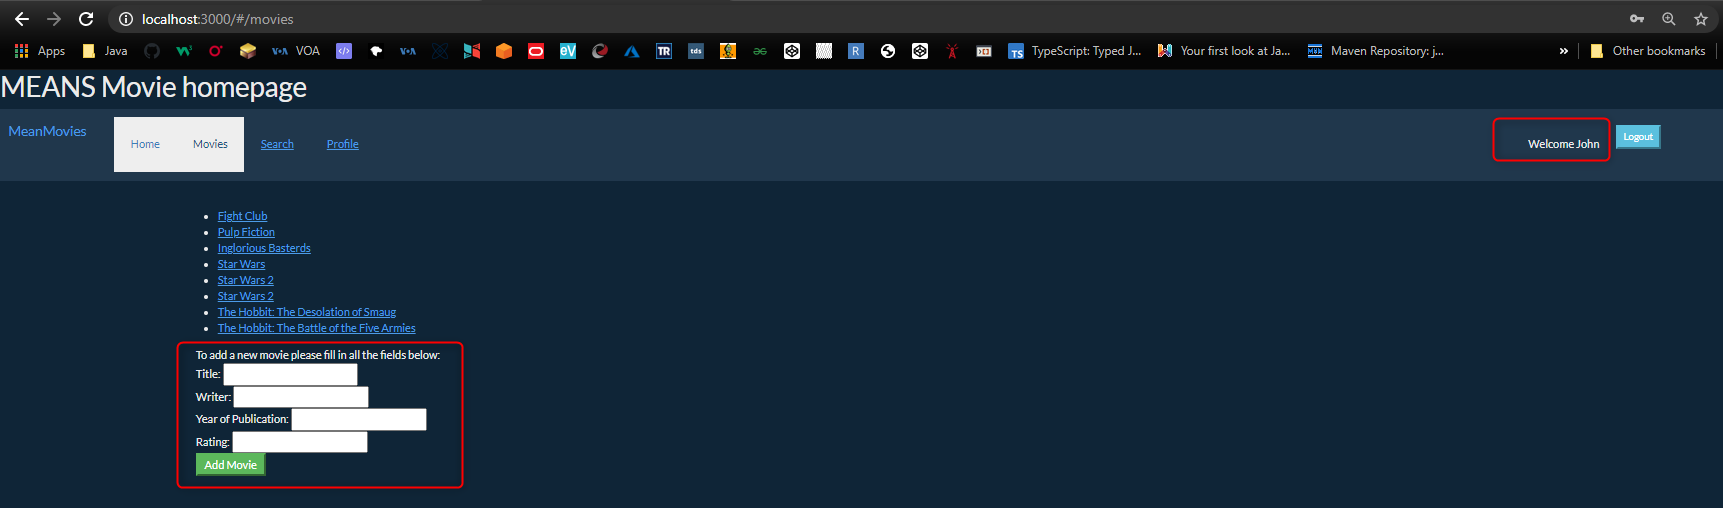 localhost:3000/#/movies
Apps Java VOA TypeScript: Typed J... Your first look at Ja... Maven Repository: j... » Other bookmarks
MEANS Movie homepage
MeanMovies Home Movies Search Profile Welcome John Logout
Fight Club
Pulp Fiction
Inglorious Basterds
Star Wars
Star Wars 2
Star Wars 2
The Hobbit: The Desolation of Smaug
The Hobbit: The Battle of the Five Armies
To add a new movie please fill in all the fields below:
Title:
Writer:
Year of Publication:
Rating:
Add Movie